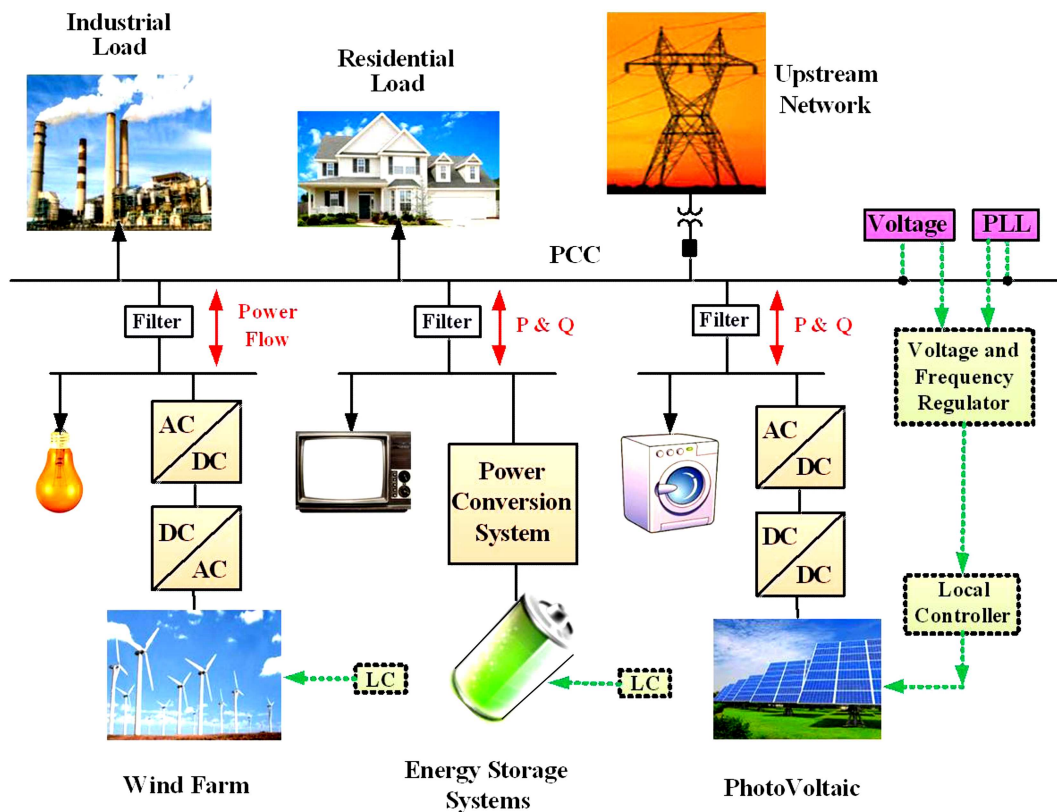 Industrial
Load
Residential
Load
Upstream
Network
PCC
Voltage
PLL
Filter
Power
Flow
Filter
P & Q
Filter
P & Q
Voltage and
Frequency
Regulator
AC
DC
AC
DC
Power
Conversion
System
DC
AC
DC
DC
Local
Controller
LC
LC
Wind Farm
Energy Storage
Systems
PhotoVoltaic